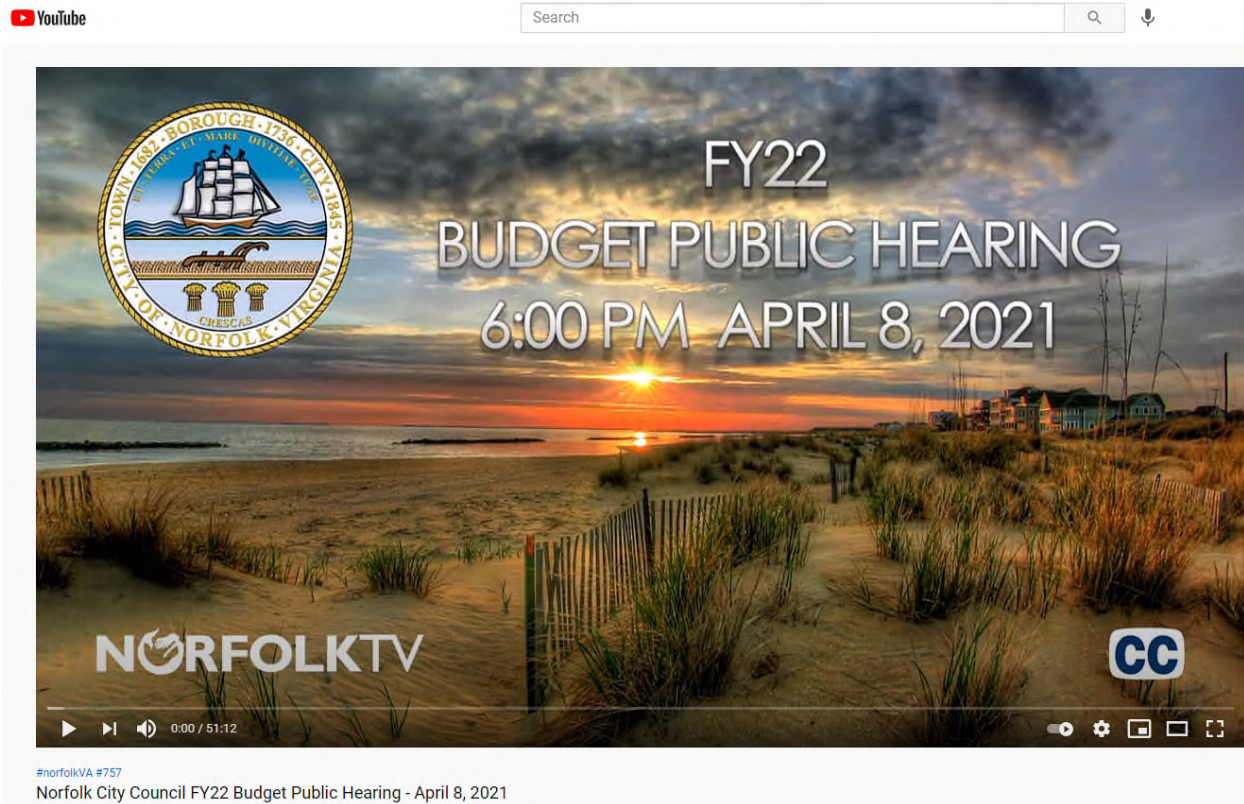 YouTube
Search
TOWN·1682·BOROUGH·1736·CITY·1845
ET·TERRA·ET·MARE·DIVITIAE·TUAE
CRESCAS
·CITY·OF·NORFOLK·VIRGINIA·
FY22
BUDGET PUBLIC HEARING
6:00 PM APRIL 8, 2021
NORFOLKTV
CC
0:00 / 51:12
#norfolkVA #757
Norfolk City Council FY22 Budget Public Hearing - April 8, 2021